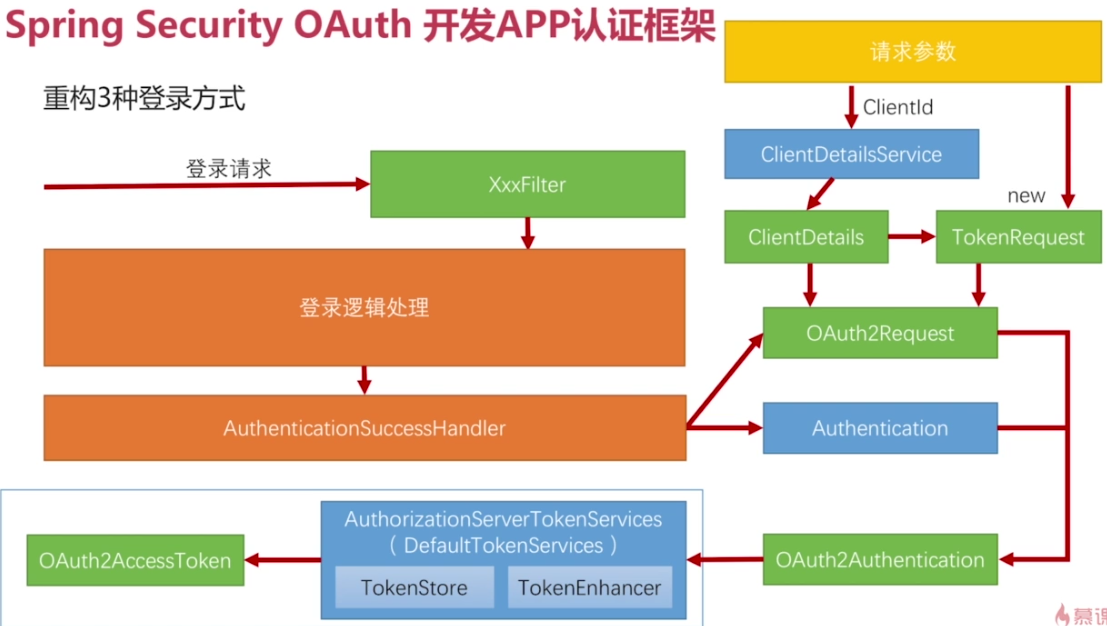 Spring Security OAuth 开发APP认证框架
重构3种登录方式
登录请求
XxxFilter
登录逻辑处理
AuthenticationSuccessHandler
请求参数
ClientId
ClientDetailsService
new
ClientDetails
TokenRequest
OAuth2Request
Authentication
OAuth2Authentication
AuthorizationServerTokenServices
（ DefaultTokenServices ）
TokenStore
TokenEnhancer
OAuth2AccessToken
慕课